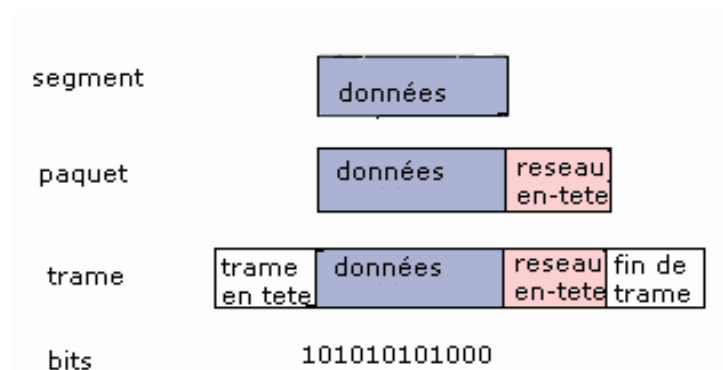 segment
données
paquet
données
reseau
en-tete
trame
trame
en tete
données
reseau
en-tete
fin de
trame
bits
101010101000